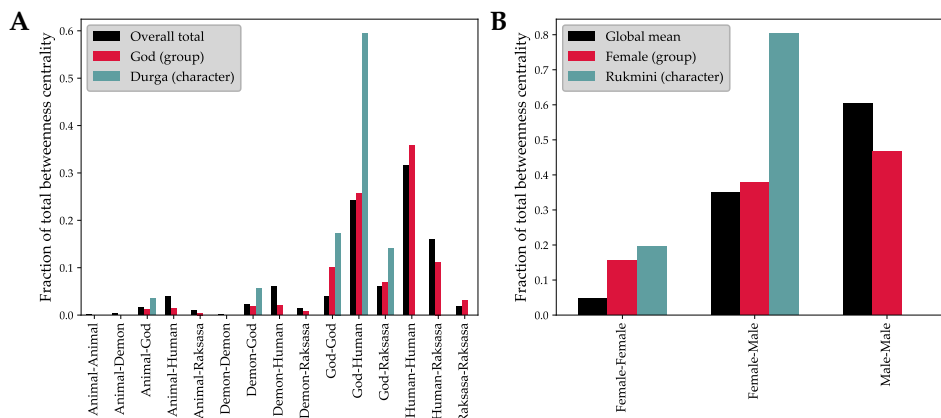 A
Fraction of total betweenness centrality
0.6
0.5
0.4
0.3
0.2
0.1
0.0
Overall total
God (group)
Durga (character)
Animal-Animal
Animal-Demon
Animal-God
Animal-Human
Animal-Raksasa
Demon-Demon
Demon-God
Demon-Human
Demon-Raksasa
God-God
God-Human
God-Raksasa
Human-Human
Human-Raksasa
Raksasa-Raksasa
B
Fraction of total betweenness centrality
0.8
0.7
0.6
0.5
0.4
0.3
0.2
0.1
0.0
Global mean
Female (group)
Rukmini (character)
Female-Female
Female-Male
Male-Male